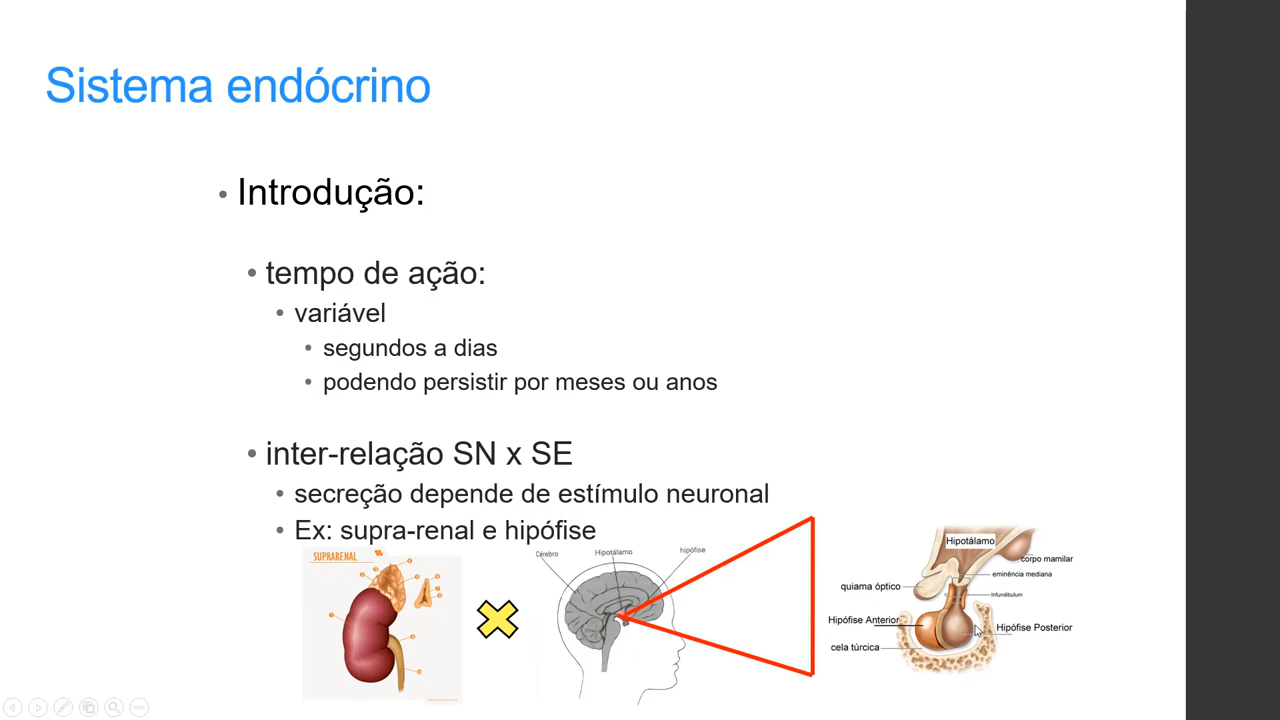 Sistema endócrino
• Introdução:
• tempo de ação:
• variável
• segundos a dias
• podendo persistir por meses ou anos
• inter-relação SN x SE
• secreção depende de estímulo neuronal
• Ex: supra-renal e hipófise
SUPRARENAL
Cérebro
Hipotálamo
hipófise
Hipotálamo
corpo mamilar
eminência mediana
quiama óptico
Infundibulum
Hipófise Anterior
Hipófise Posterior
cela túrcica